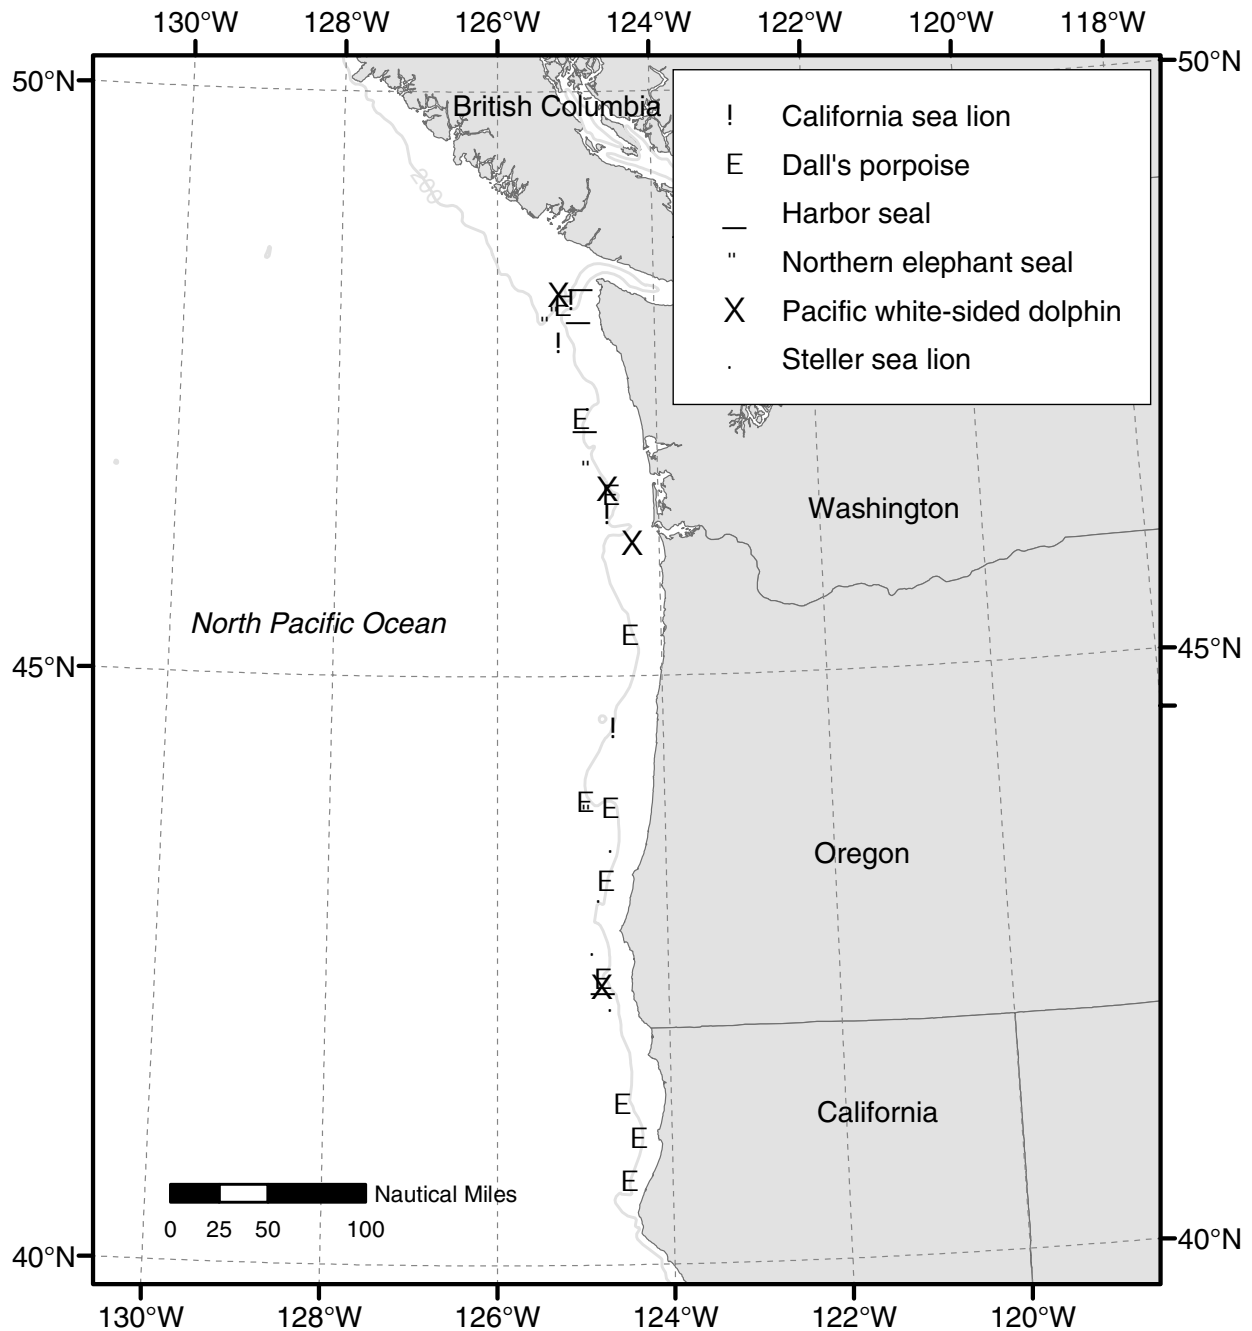 130°W 128°W 126°W 124°W 122°W 120°W 118°W
50°N 50°N
British Columbia
! California sea lion
E Dall's porpoise
_ Harbor seal
" Northern elephant seal
X Pacific white-sided dolphin
. Steller sea lion
200
X
E
!
"
"
!
E
"
X
E
!
X
Washington
North Pacific Ocean
E
45°N 45°N
!
E
"
E
Oregon
E
E
X
E
E
E
California
Nautical Miles
0 25 50 100
40°N 40°N
130°W 128°W 126°W 124°W 122°W 120°W